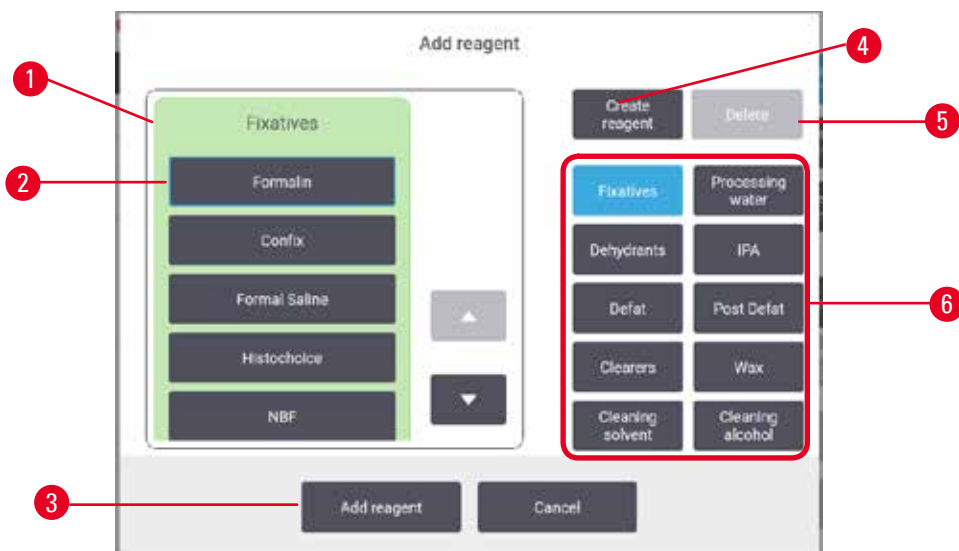 Add reagent
4
1
Create
reagent
Delete
5
Fixatives
2
Formalin
Fixatives
Processing
water
Confix
Dehydrants
IPA
Formal Saline
Defat
Post Defat
6
Histochoice
Clearers
Wax
NBF
Cleaning
solvent
Cleaning
alcohol
3
Add reagent
Cancel